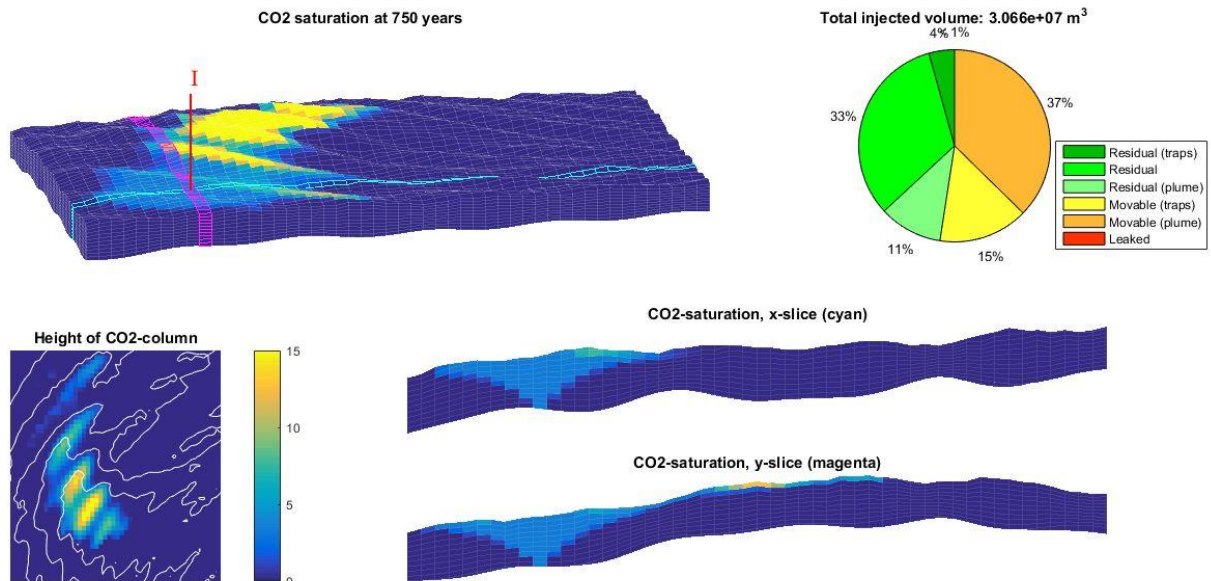 CO2 saturation at 750 years
I
Total injected volume: 3.066e+07 m³
4% 1%
37%
33%
11%
15%
Residual (traps)
Residual
Residual (plume)
Movable (traps)
Movable (plume)
Leaked
Height of CO2-column
15
10
5
0
CO2-saturation, x-slice (cyan)
CO2-saturation, y-slice (magenta)